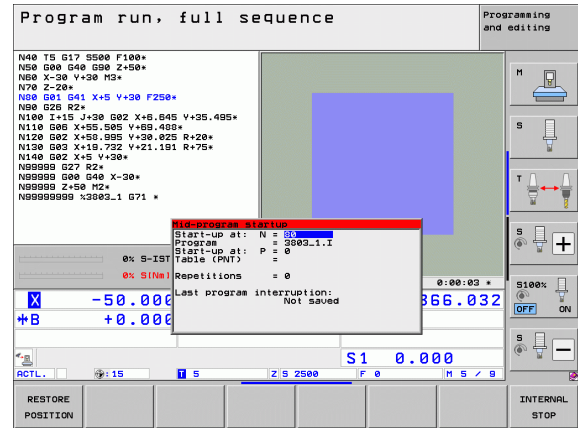 Program run, full sequence
Programming
and editing
N40 T5 G17 S500 F100*
N50 G00 G40 G90 Z+50*
N60 X-30 Y+30 M3*
N70 Z-20*
N80 G01 G41 X+5 Y+30 F250*
N90 G26 R2*
N100 I+15 J+30 G02 X+6.645 Y+35.495*
N110 G06 X+55.505 Y+69.488*
N120 G02 X+58.995 Y+30.025 R+20*
N130 G03 X+19.732 Y+21.191 R+75*
N140 G02 X+5 Y+30*
N99999 G27 R2*
N99999 G00 G40 X-30*
N99999 Z+50 M2*
N99999999 %3803_1 G71 *
Mid-program startup
Start-up at: N = 80
Program = 3803_1.I
Start-up at: P = 0
Table (PNT) =
Repetitions = 0
Last program interruption:
Not saved
0% S-IST
0% S[Nm]
0:00:03 *
X -50.000
366.032
+B +0.000
S1 0.000
ACTL. :15 T 5 Z S 2500 F 0 M 5 / 9
M
S
T
S
S100%
OFF ON
S
RESTORE
POSITION
INTERNAL
STOP